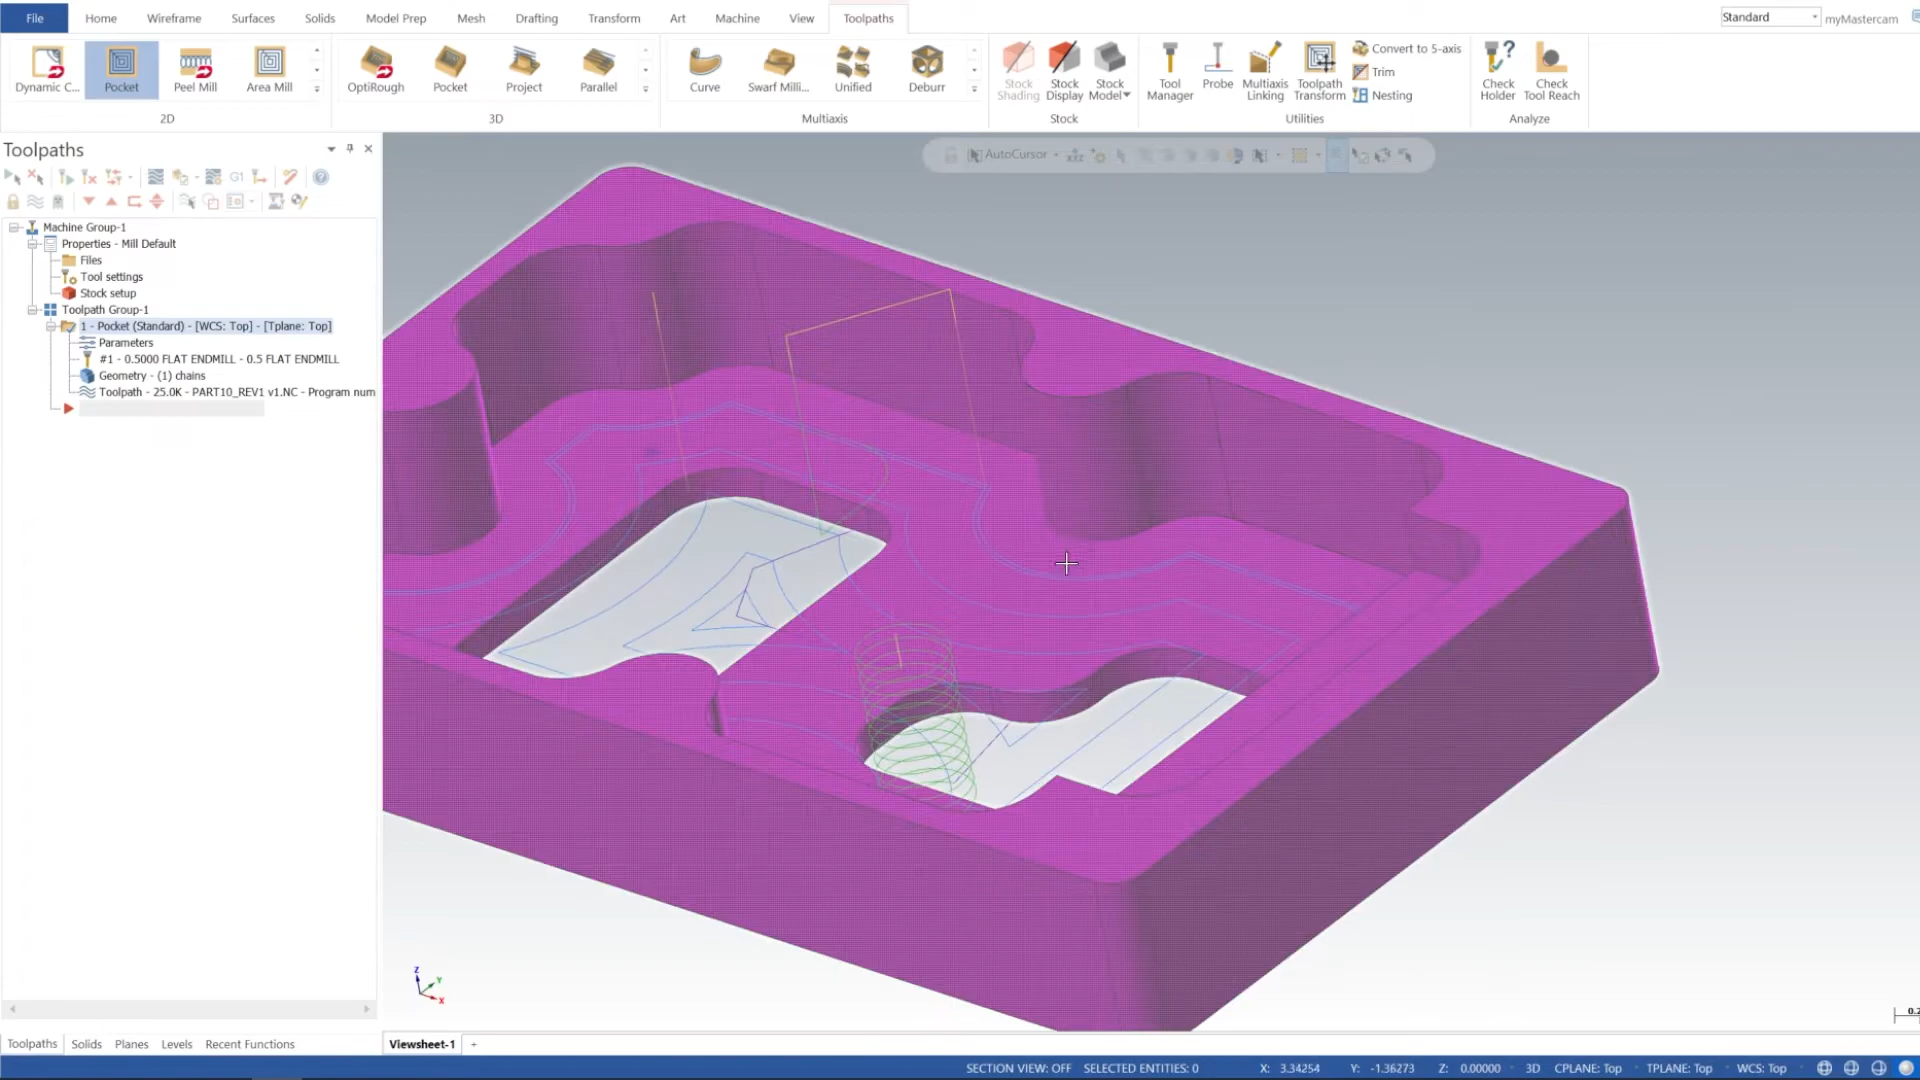 File Home Wireframe Surfaces Solids Model Prep Mesh Drafting Transform Art Machine View Toolpaths
Standard
myMastercam
Dynamic C... Pocket Peel Mill Area Mill
2D
OptiRough Pocket Project Parallel
3D
Curve Swarf Milli... Unified Deburr
Multiaxis
Stock Shading Stock Display Stock Model
Stock
Tool Manager Probe Multiaxis Linking Toolpath Transform
Convert to 5-axis
Trim
Nesting
Utilities
Check Holder Check Tool Reach
Analyze
Toolpaths
G1
AutoCursor
Machine Group-1
Properties - Mill Default
Files
Tool settings
Stock setup
Toolpath Group-1
1 - Pocket (Standard) - [WCS: Top] - [Tplane: Top]
Parameters
#1 - 0.5000 FLAT ENDMILL - 0.5 FLAT ENDMILL
Geometry - (1) chains
Toolpath - 25.0K - PART10_REV1 v1.NC - Program num
Z
Y
X
0.2
Toolpaths Solids Planes Levels Recent Functions
Viewsheet-1 +
SECTION VIEW: OFF SELECTED ENTITIES: 0 X: 3.34254 Y: -1.36273 Z: 0.00000 3D CPLANE: Top TPLANE: Top WCS: Top